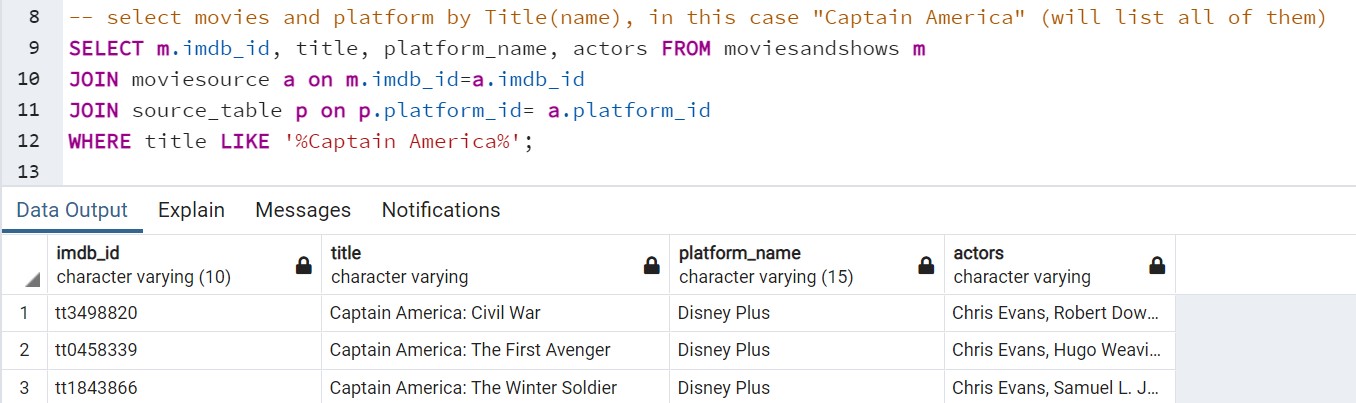 8 -- select movies and platform by Title(name), in this case "Captain America" (will list all of them)
9 SELECT m.imdb_id, title, platform_name, actors FROM moviesandshows m
10 JOIN moviesource a on m.imdb_id=a.imdb_id
11 JOIN source_table p on p.platform_id= a.platform_id
12 WHERE title LIKE '%Captain America%';
13
Data Output Explain Messages Notifications
imdb_id title platform_name actors
character varying (10) character varying character varying (15) character varying
1 tt3498820 Captain America: Civil War Disney Plus Chris Evans, Robert Dow...
2 tt0458339 Captain America: The First Avenger Disney Plus Chris Evans, Hugo Weavi...
3 tt1843866 Captain America: The Winter Soldier Disney Plus Chris Evans, Samuel L. J...